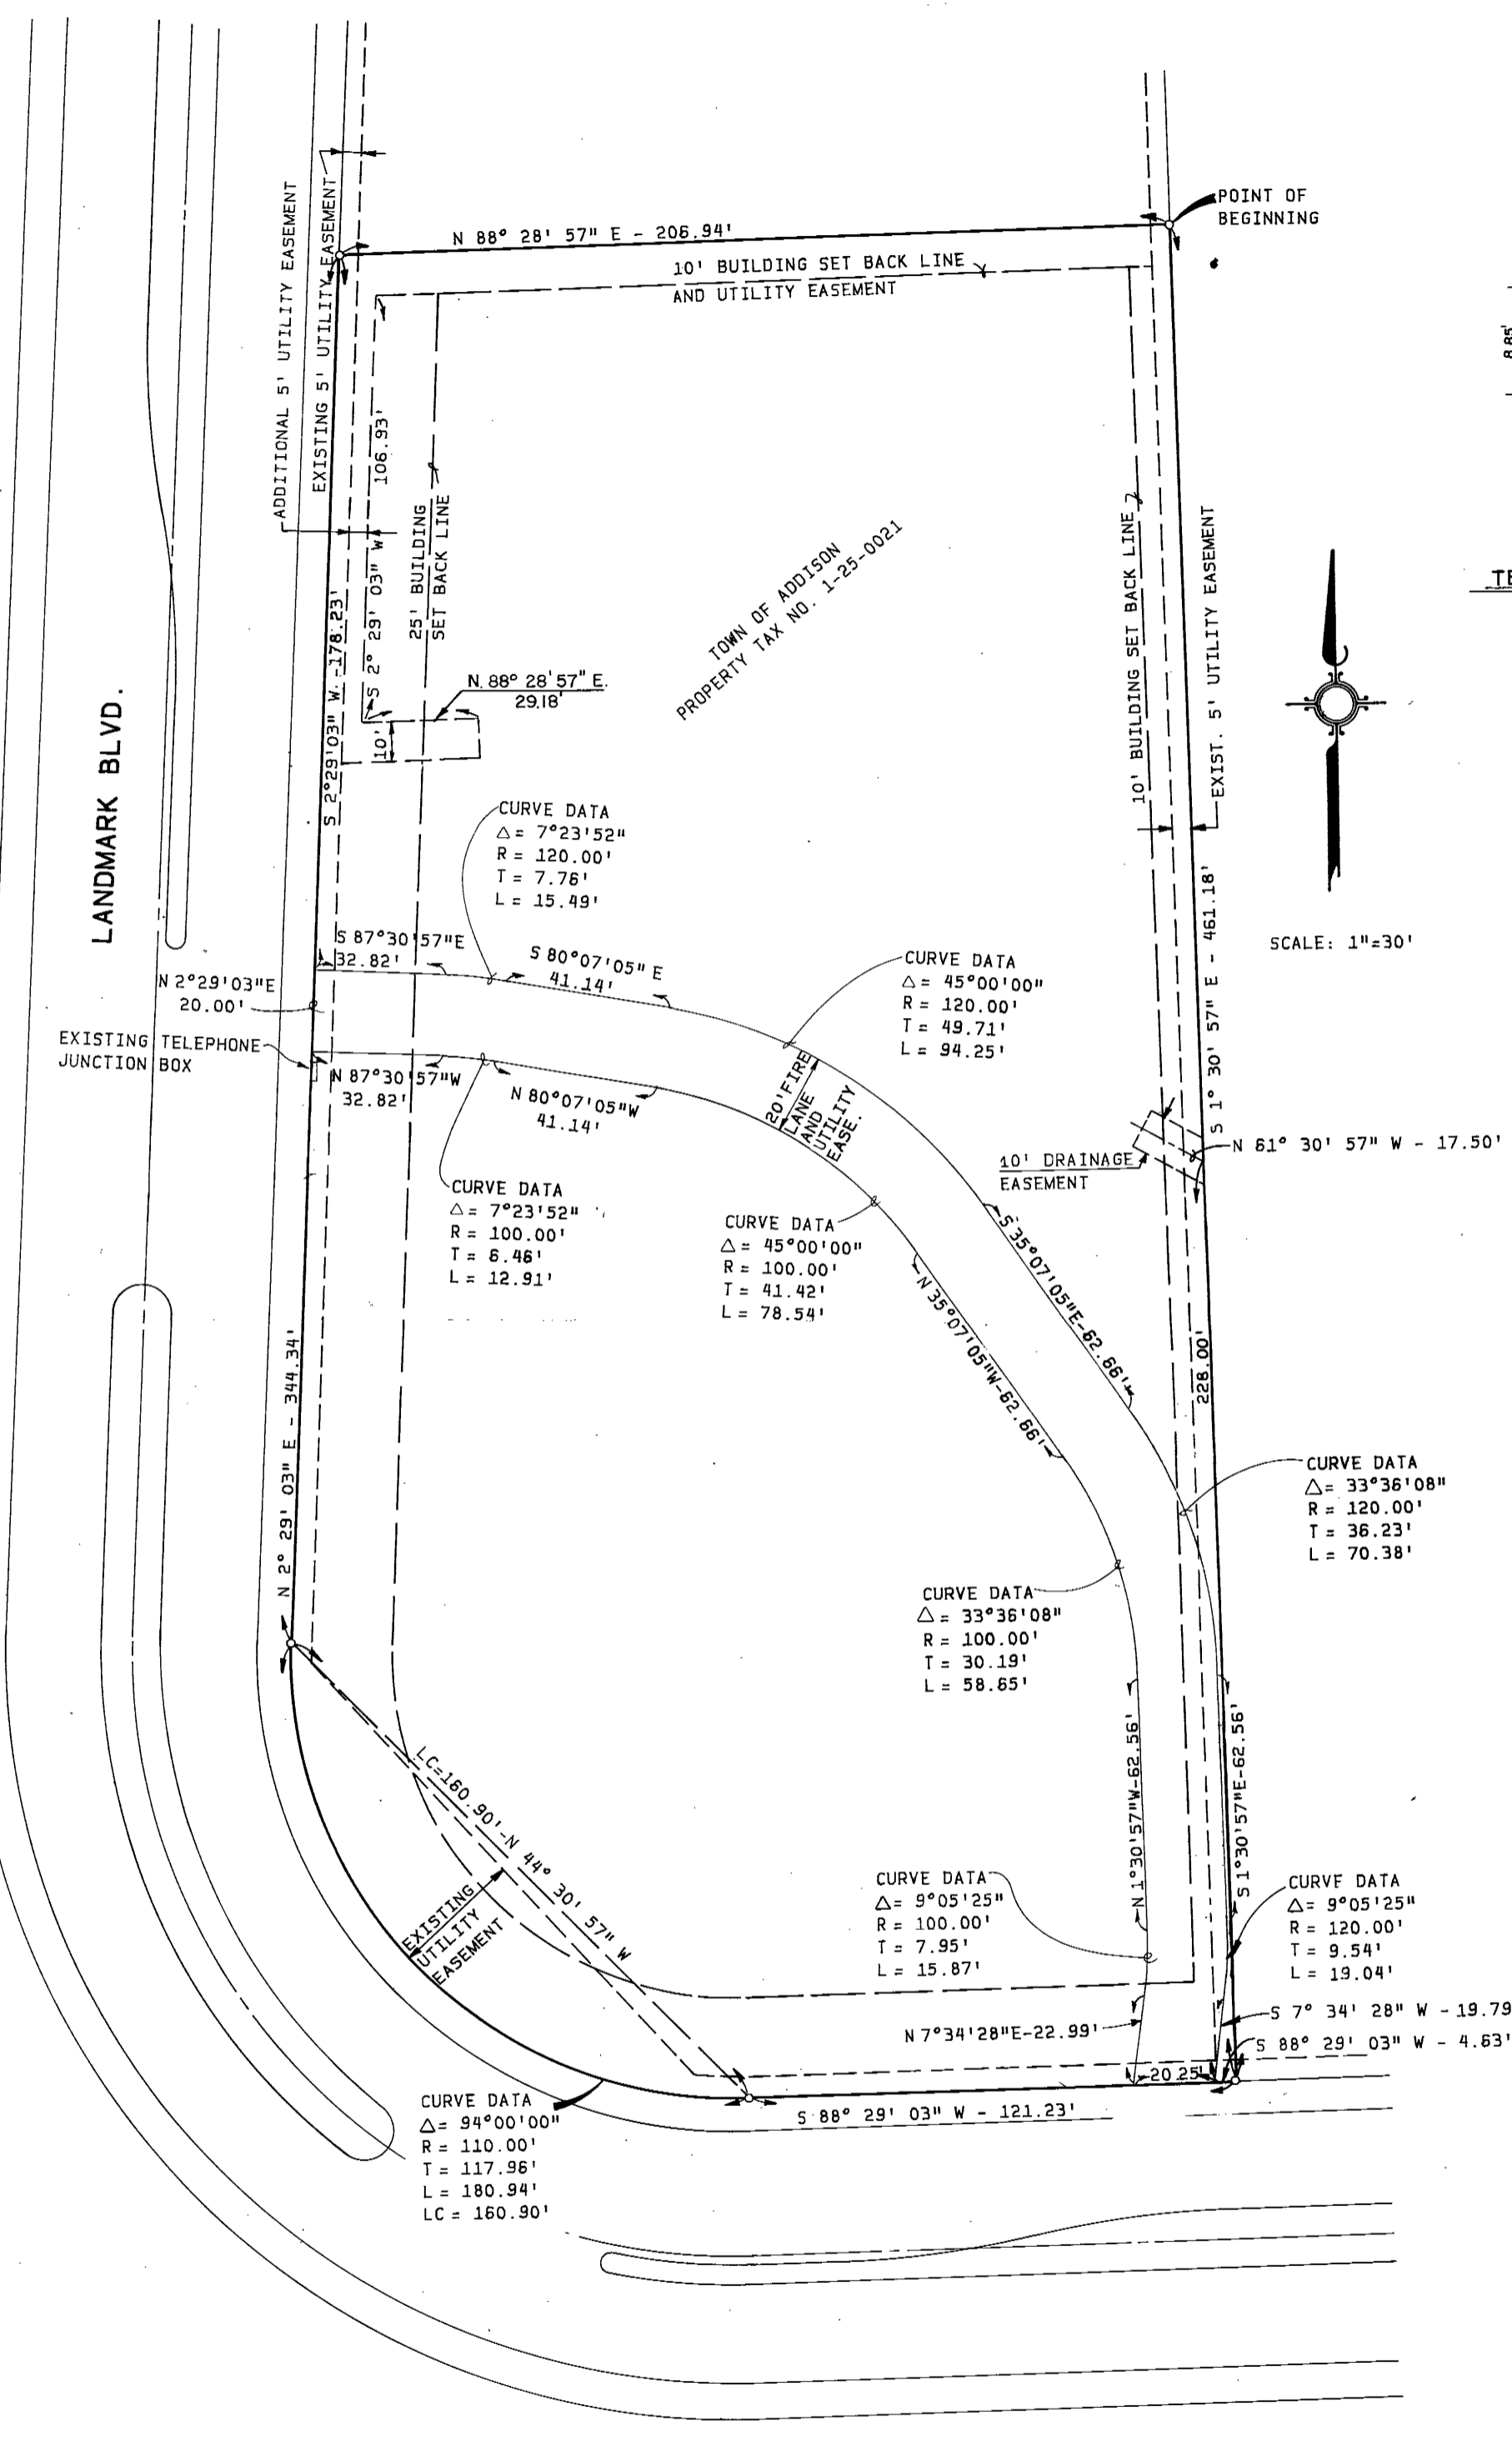 POINT OF
BEGINNING
N 88° 28' 57" E - 206.94'
10' BUILDING SET BACK LINE
AND UTILITY EASEMENT
ADDITIONAL 5' UTILITY EASEMENT
EXISTING 5' UTILITY EASEMENT
106.93'
S 2° 29' 03" W
25' BUILDING
SET BACK LINE
S 2°29'03" W - 178.23'
N. 88° 28' 57" E.
29.18'
10'
TOWN OF ADDISON
PROPERTY TAX NO. 1-25-0021
10' BUILDING SET BACK LINE
EXIST. 5' UTILITY EASEMENT
8.85'
TE
LANDMARK BLVD.
SCALE: 1"=30'
S 1° 30' 57" E - 461.18'
CURVE DATA
Δ= 7°23'52"
R = 120.00'
T = 7.76'
L = 15.49'
S 87°30'57"E
32.82'
S 80°07'05" E
41.14'
CURVE DATA
Δ= 45°00'00"
R = 120.00'
T = 49.71'
L = 94.25'
N 2°29'03"E
20.00'
EXISTING TELEPHONE
JUNCTION BOX
N 87°30'57"W
32.82'
N 80°07'05"W
41.14'
20' FIRE
LANE
AND
UTILITY
EASE.
10' DRAINAGE
EASEMENT
N 61° 30' 57" W - 17.50'
CURVE DATA
Δ= 7°23'52"
R = 100.00'
T = 6.46'
L = 12.91'
CURVE DATA
Δ= 45°00'00"
R = 100.00'
T = 41.42'
L = 78.54'
S 35°07'05"E-62.66'
N 35°07'05"W-62.66'
228.00'
N 2° 29' 03" E - 344.34'
CURVE DATA
Δ= 33°36'08"
R = 120.00'
T = 36.23'
L = 70.38'
CURVE DATA
Δ= 33°36'08"
R = 100.00'
T = 30.19'
L = 58.65'
N 1°30'57"W-62.56'
S 1°30'57"E-62.56'
LC=160.90'-N 44° 30' 57" W
EXISTING
UTILITY
EASEMENT
CURVE DATA
Δ= 9°05'25"
R = 100.00'
T = 7.95'
L = 15.87'
CURVE DATA
Δ= 9°05'25"
R = 120.00'
T = 9.54'
L = 19.04'
N 7°34'28"E-22.99'
S 7° 34' 28" W - 19.79
S 88° 29' 03" W - 4.63'
20.25'
S 88° 29' 03" W - 121.23'
CURVE DATA
Δ= 94°00'00"
R = 110.00'
T = 117.96'
L = 180.94'
LC = 160.90'